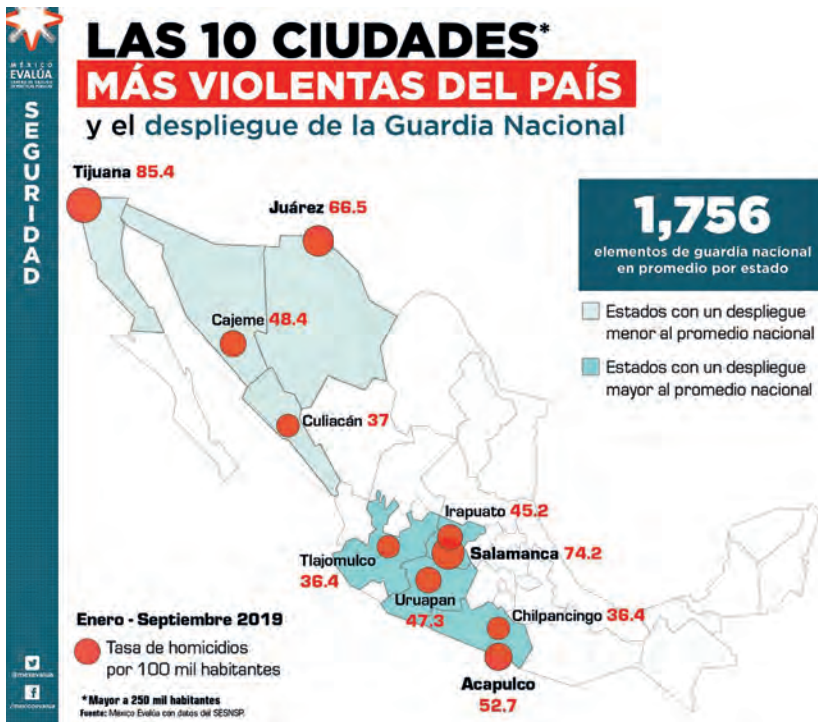 MÉXICO
EVALÚA
SEGURIDAD
LAS 10 CIUDADES*
MÁS VIOLENTAS DEL PAÍS
y el despliegue de la Guardia Nacional
Tijuana 85.4
Juárez 66.5
1,756
elementos de guardia nacional
en promedio por estado
Estados con un despliegue
menor al promedio nacional
Estados con un despliegue
mayor al promedio nacional
Cajeme 48.4
Culiacán 37
Irapuato 45.2
Salamanca 74.2
Tlajomulco
36.4
Uruapan
47.3
Chilpancingo 36.4
Acapulco
52.7
Enero - Septiembre 2019
Tasa de homicidios
por 100 mil habitantes
*Mayor a 250 mil habitantes
Fuente: México Evalúa con datos del SESNSP.